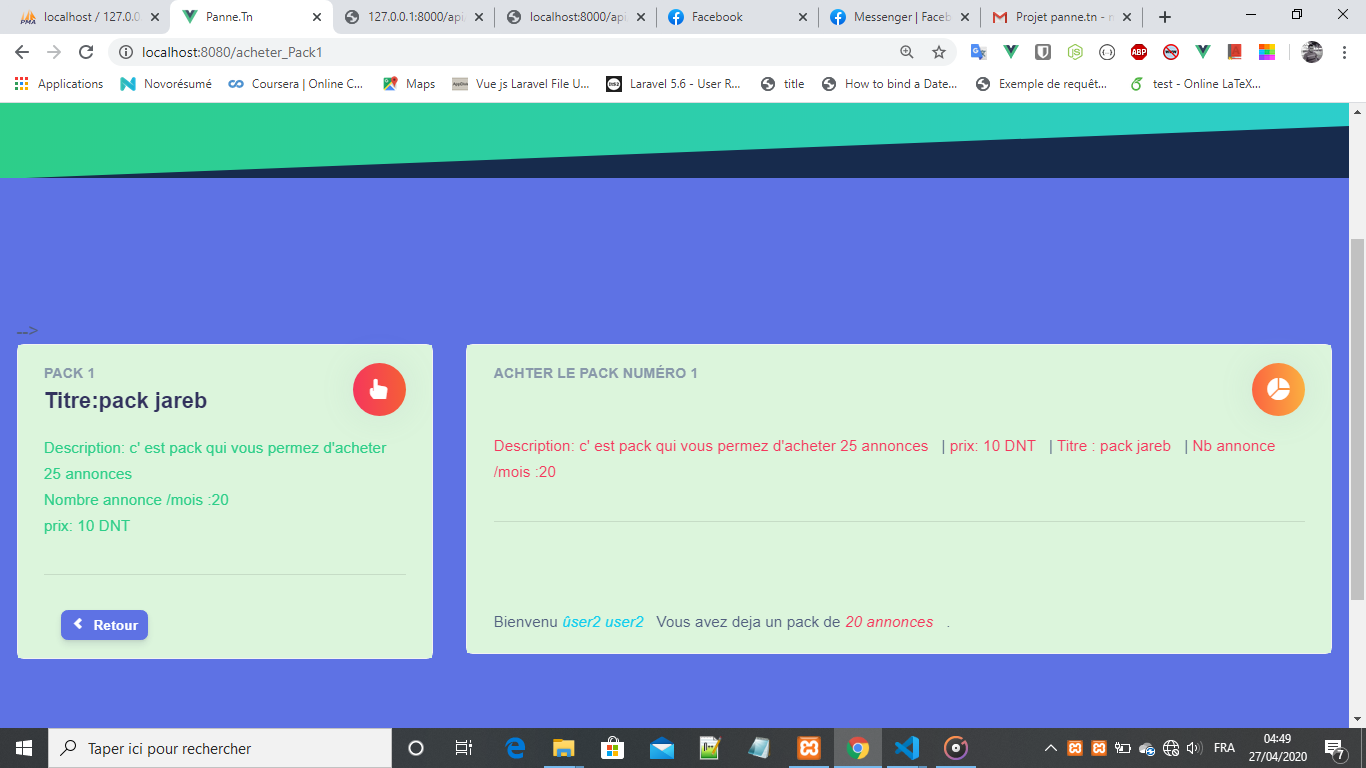 localhost / 127.0.0.
Panne.Tn
127.0.0.1:8000/api
localhost:8000/api
Facebook
Messenger | Faceb
Projet panne.tn - n
localhost:8080/acheter_Pack1
Applications
Novorésumé
Coursera | Online C...
Maps
Vue js Laravel File U...
Laravel 5.6 - User R...
title
How to bind a Date...
Exemple de requêt...
test - Online LaTeX...
-->
PACK 1
Titre:pack jareb
Description: c' est pack qui vous permez d'acheter
25 annonces
Nombre annonce /mois :20
prix: 10 DNT
Retour
ACHTER LE PACK NUMÉRO 1
Description: c' est pack qui vous permez d'acheter 25 annonces | prix: 10 DNT | Titre : pack jareb | Nb annonce
/mois :20
Bienvenu ûser2 user2 Vous avez deja un pack de 20 annonces .
Taper ici pour rechercher
FRA
04:49
27/04/2020
7